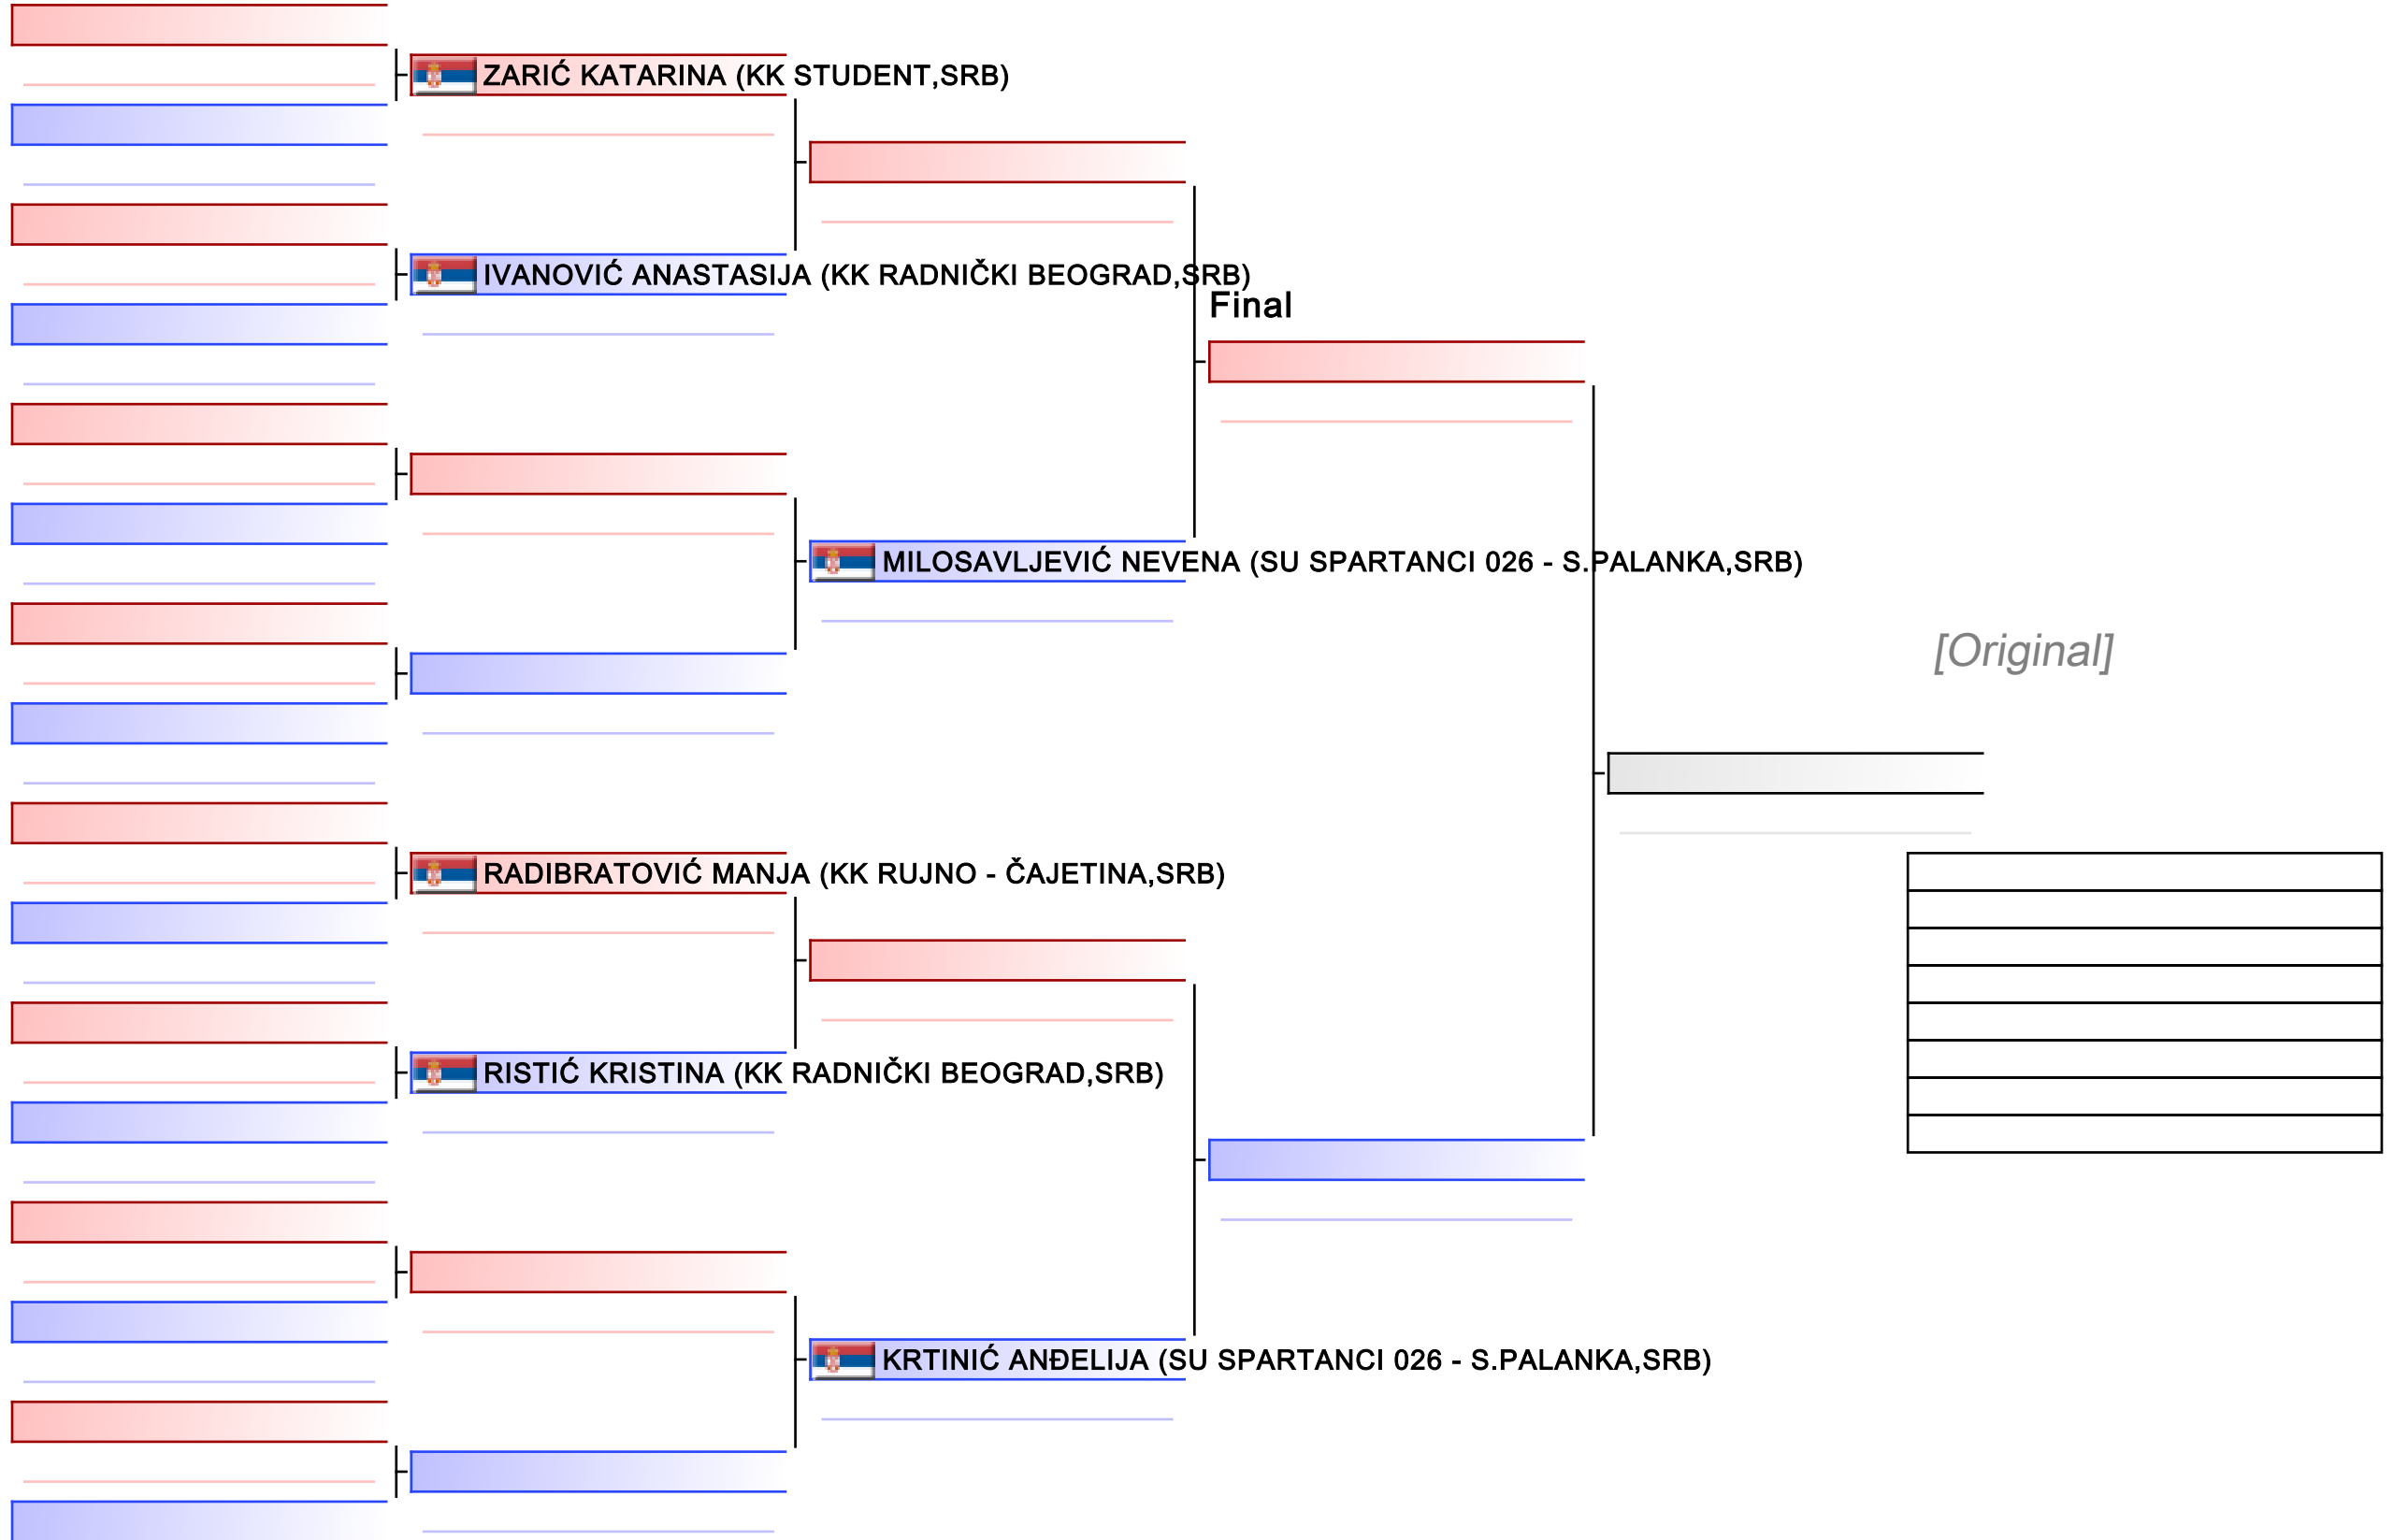 ZARIĆ KATARINA (KK STUDENT,SRB)
IVANOVIĆ ANASTASIJA (KK RADNIČKI BEOGRAD,SRB)
Final
MILOSAVLJEVIĆ NEVENA (SU SPARTANCI 026 - S.PALANKA,SRB)
[Original]
RADIBRATOVIĆ MANJA (KK RUJNO - ČAJETINA,SRB)
RISTIĆ KRISTINA (KK RADNIČKI BEOGRAD,SRB)
KRTINIĆ ANĐELIJA (SU SPARTANCI 026 - S.PALANKA,SRB)